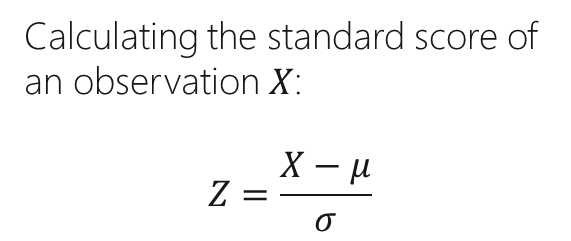 Calculating the standard score of
an observation X:
Z = (X − μ) / σ